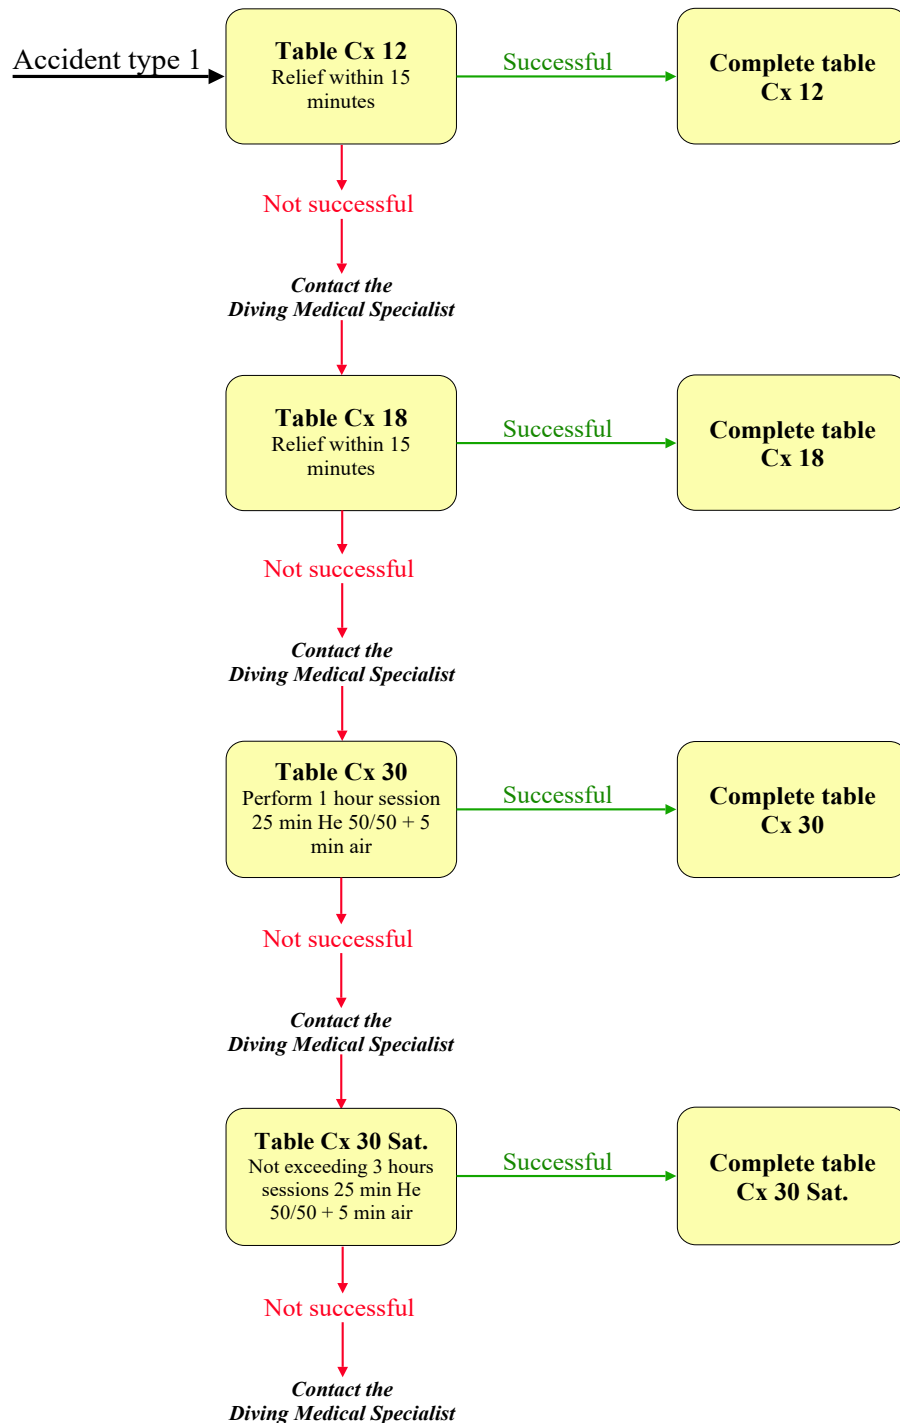 Accident type 1
Table Cx 12
Relief within 15
minutes
Successful
Complete table
Cx 12
Not successful
Contact the
Diving Medical Specialist
Table Cx 18
Relief within 15
minutes
Successful
Complete table
Cx 18
Not successful
Contact the
Diving Medical Specialist
Table Cx 30
Perform 1 hour session
25 min He 50/50 + 5
min air
Successful
Complete table
Cx 30
Not successful
Contact the
Diving Medical Specialist
Table Cx 30 Sat.
Not exceeding 3 hours
sessions 25 min He
50/50 + 5 min air
Successful
Complete table
Cx 30 Sat.
Not successful
Contact the
Diving Medical Specialist